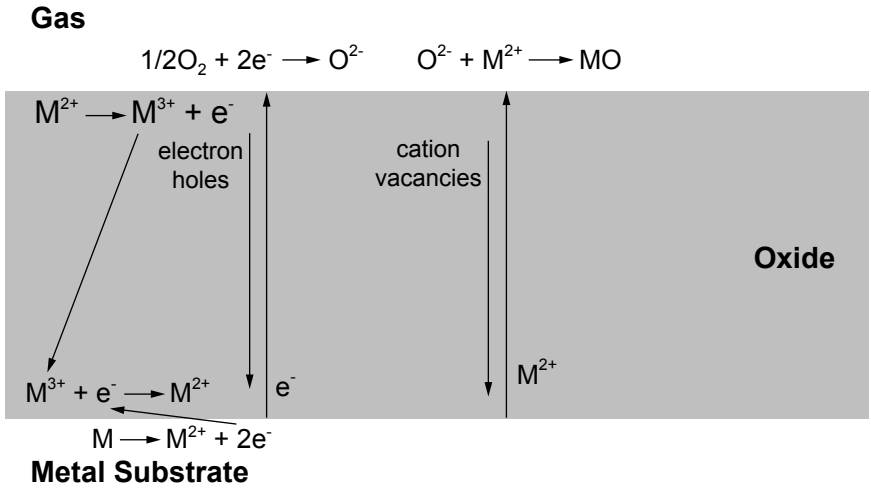 Gas
1/2O₂ + 2e⁻ → O²⁻
O²⁻ + M²⁺ → MO
M²⁺ → M³⁺ + e⁻
electron
holes
cation
vacancies
Oxide
M³⁺ + e⁻ → M²⁺
e⁻
M²⁺
M → M²⁺ + 2e⁻
Metal Substrate